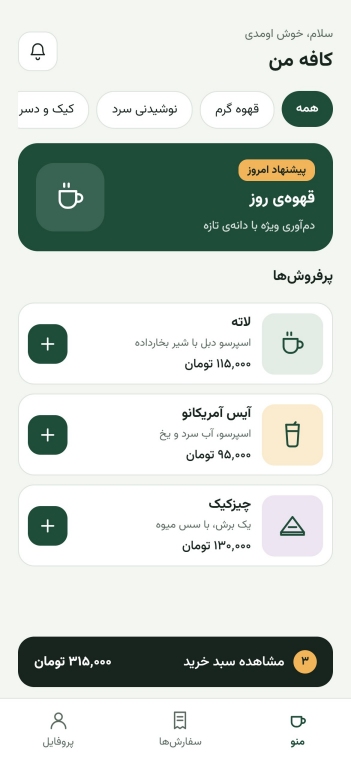 سلام، خوش اومدی
کافه من
همه
قهوه گرم
نوشیدنی سرد
کیک و دسر
پیشنهاد امروز
قهوه‌ی روز
دم‌آوری ویژه با دانه‌ی تازه
پرفروش‌ها
لاته
اسپرسو دبل با شیر بخارداده
۱۱۵,۰۰۰ تومان
آیس آمریکانو
اسپرسو، آب سرد و یخ
۹۵,۰۰۰ تومان
چیزکیک
یک برش، با سس میوه
۱۳۰,۰۰۰ تومان
۳ مشاهده سبد خرید ۳۱۵,۰۰۰ تومان
منو
سفارش‌ها
پروفایل